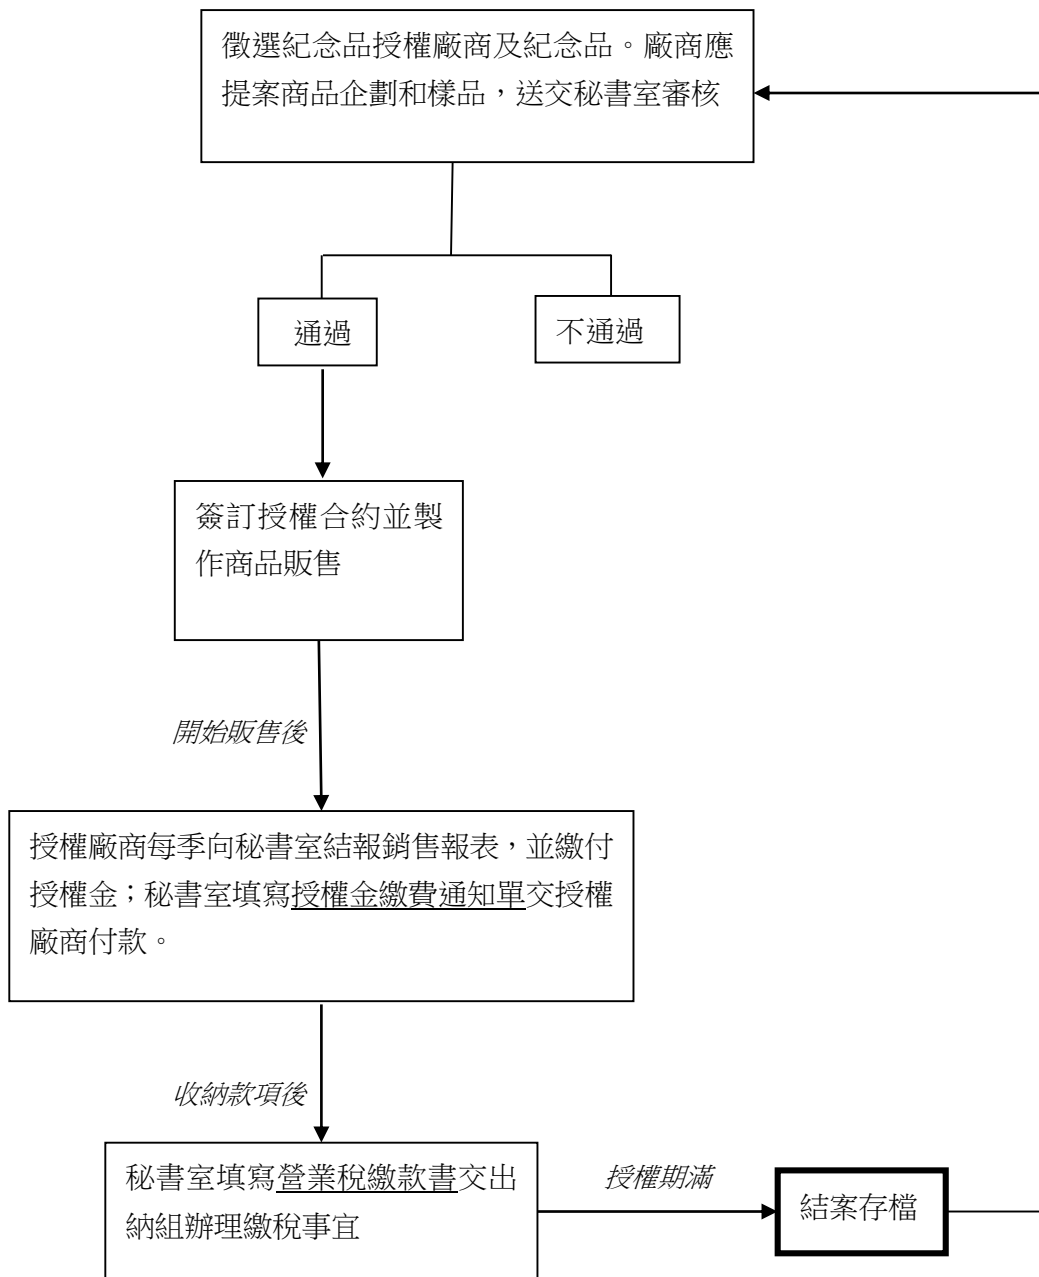 徵選紀念品授權廠商及紀念品。廠商應
提案商品企劃和樣品，送交秘書室審核
通過
不通過
簽訂授權合約並製
作商品販售
開始販售後
授權廠商每季向秘書室結報銷售報表，並繳付
授權金；秘書室填寫授權金繳費通知單交授權
廠商付款。
收納款項後
秘書室填寫營業稅繳款書交出
納組辦理繳稅事宜
授權期滿
結案存檔